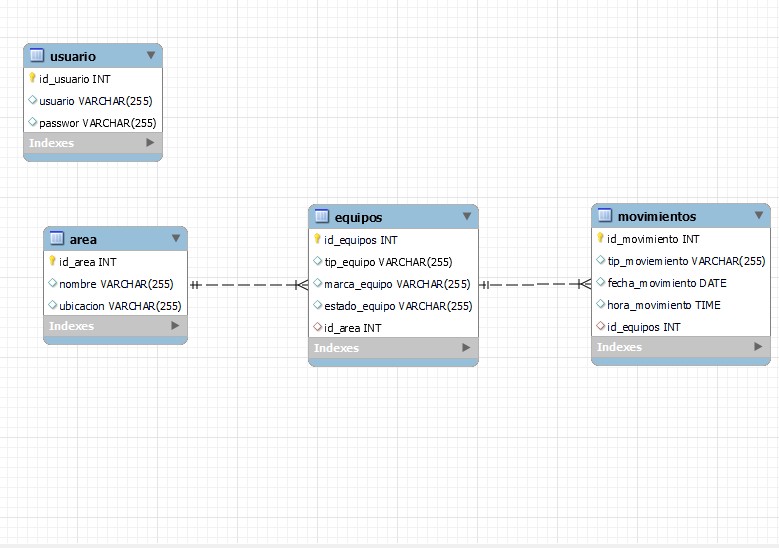 usuario
id_usuario INT
usuario VARCHAR(255)
passwor VARCHAR(255)
Indexes
area
id_area INT
nombre VARCHAR(255)
ubicacion VARCHAR(255)
Indexes
equipos
id_equipos INT
tip_equipo VARCHAR(255)
marca_equipo VARCHAR(255)
estado_equipo VARCHAR(255)
id_area INT
Indexes
movimientos
id_movimiento INT
tip_moviemiento VARCHAR(255)
fecha_movimiento DATE
hora_movimiento TIME
id_equipos INT
Indexes